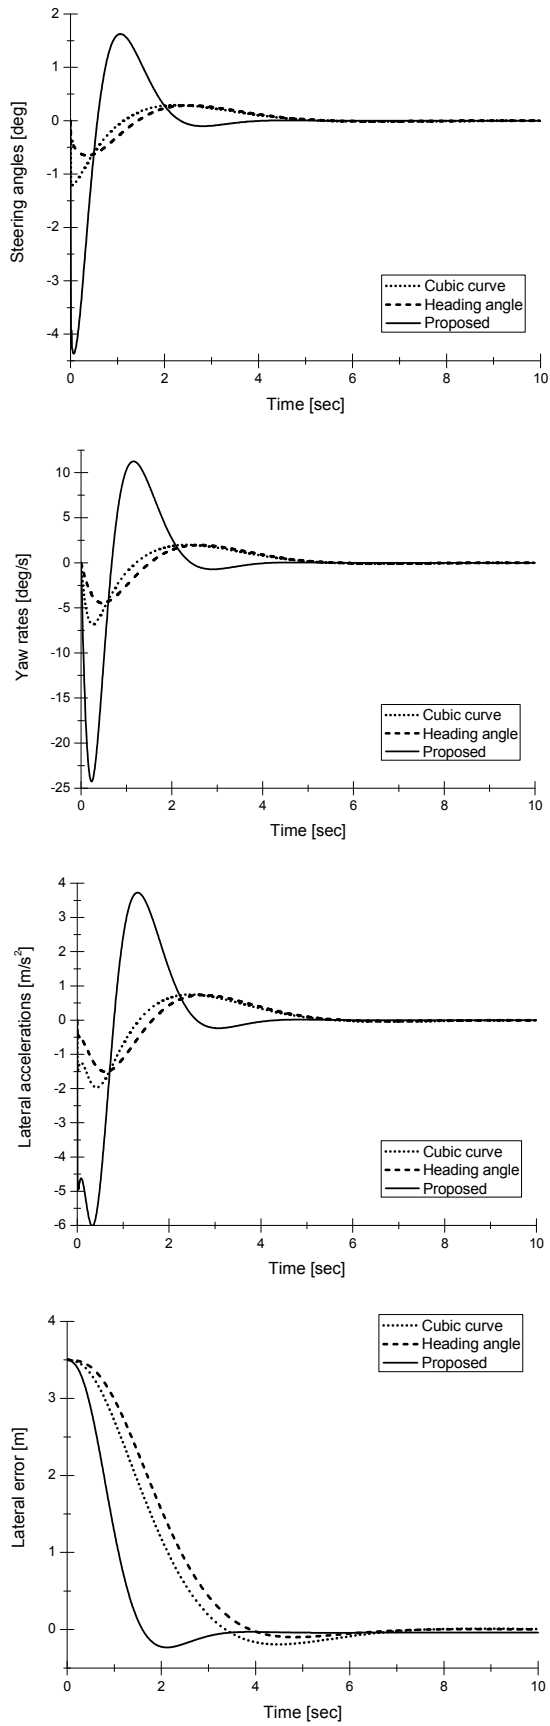 2
1
0
-1
-2
-3
-4
Steering angles [deg]
Cubic curve
Heading angle
Proposed
0 2 4 6 8 10
Time [sec]
10
5
0
-5
-10
-15
-20
-25
Yaw rates [deg/s]
Cubic curve
Heading angle
Proposed
0 2 4 6 8 10
Time [sec]
4
3
2
1
0
-1
-2
-3
-4
-5
-6
Lateral accelerations [m/s²]
Cubic curve
Heading angle
Proposed
0 2 4 6 8 10
Time [sec]
Cubic curve
Heading angle
Proposed
4
3
2
1
0
Lateral error [m]
0 2 4 6 8 10
Time [sec]